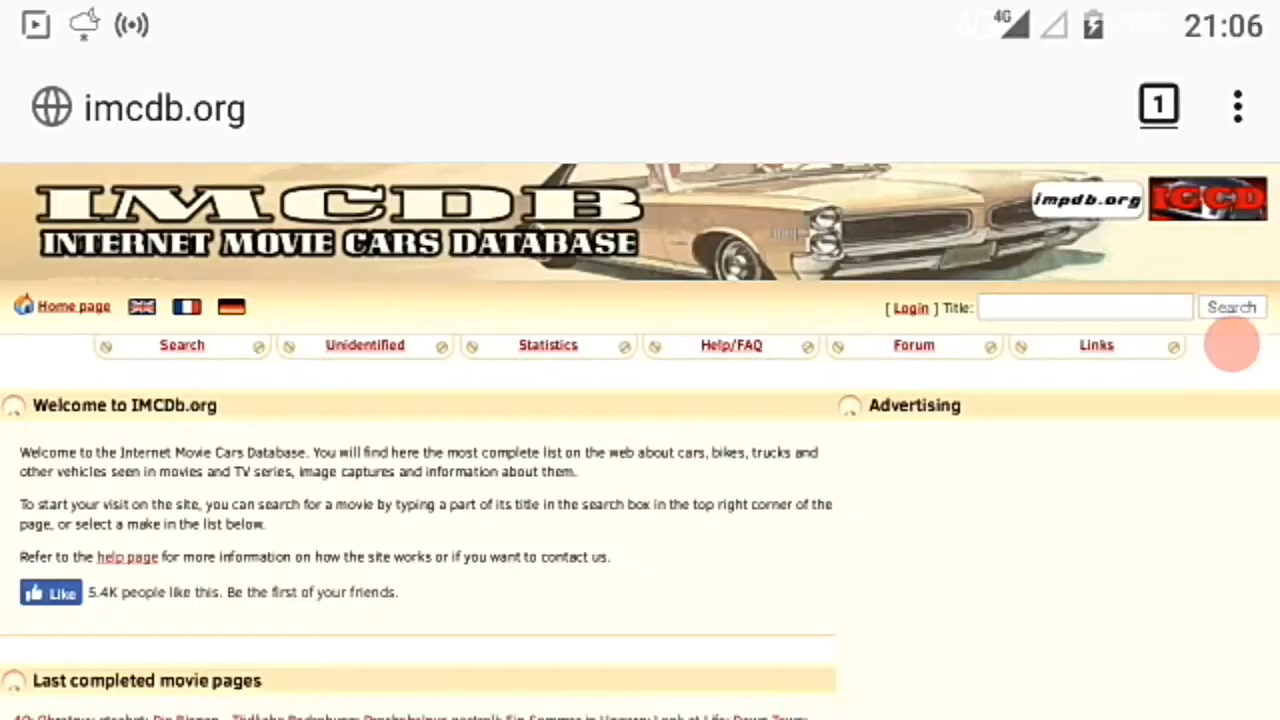 4G 21:06
imcdb.org 1
IMCDB
INTERNET MOVIE CARS DATABASE
impdb.org IGCD
Home page [ Login ] Title: Search
Search Unidentified Statistics Help/FAQ Forum Links
Welcome to IMCDb.org Advertising
Welcome to the Internet Movie Cars Database. You will find here the most complete list on the web about cars, bikes, trucks and
other vehicles seen in movies and TV series, image captures and information about them.
To start your visit on the site, you can search for a movie by typing a part of its title in the search box in the top right corner of the
page, or select a make in the list below.
Refer to the help page for more information on how the site works or if you want to contact us.
Like 5.4K people like this. Be the first of your friends.
Last completed movie pages